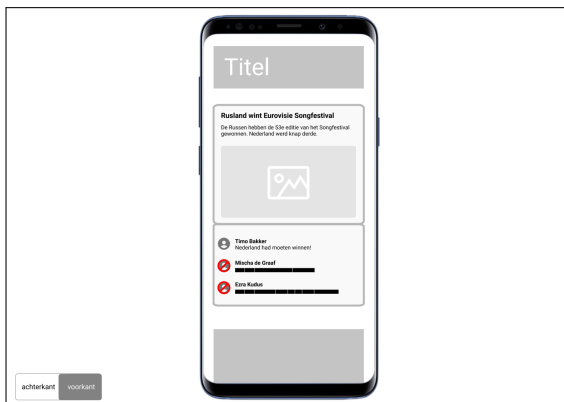 Titel
Rusland wint Eurovisie Songfestival
De Russen hebben de 53e editie van het Songfestival
gewonnen. Nederland werd knap derde.
Timo Bakker
Nederland had moeten winnen!
Mischa de Graaf
Ezra Kudus
achterkant voorkant